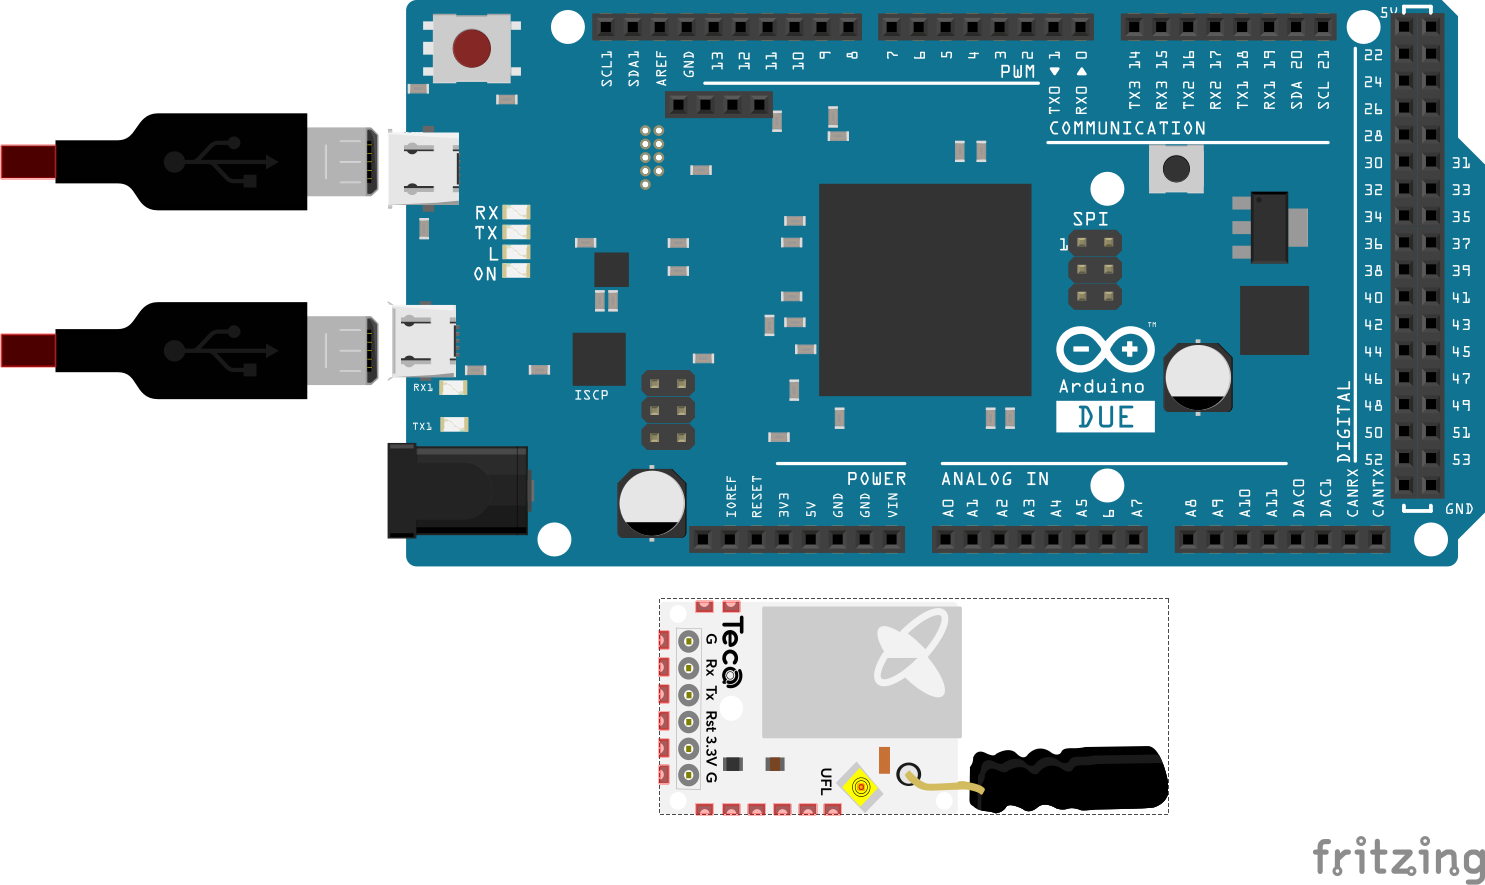 5V
SCL1 SDA1 AREF GND 13 12 11 10 9 8 7 6 5 4 3 2 TX0 1 RX0 0 TX3 14 RX3 15 TX2 16 RX2 17 TX1 18 RX1 19 SDA 20 SCL 21
PWM
COMMUNICATION
22
24
26
28
30 31
32 33
34 35
36 37
38 39
40 41
42 43
44 45
46 47
48 49
50 51
52 53
DIGITAL
GND
RX
TX
L
ON
SPI
1
TM
Arduino
DUE
ISCP
RX1
TX1
POWER
ANALOG IN
IOREF RESET 3V3 5V GND GND VIN A0 A1 A2 A3 A4 A5 6 A7 A8 A9 A10 A11 DAC0 DAC1 CANRX CANTX
Teco
G Rx Tx Rst 3.3V G
UFL
fritzing